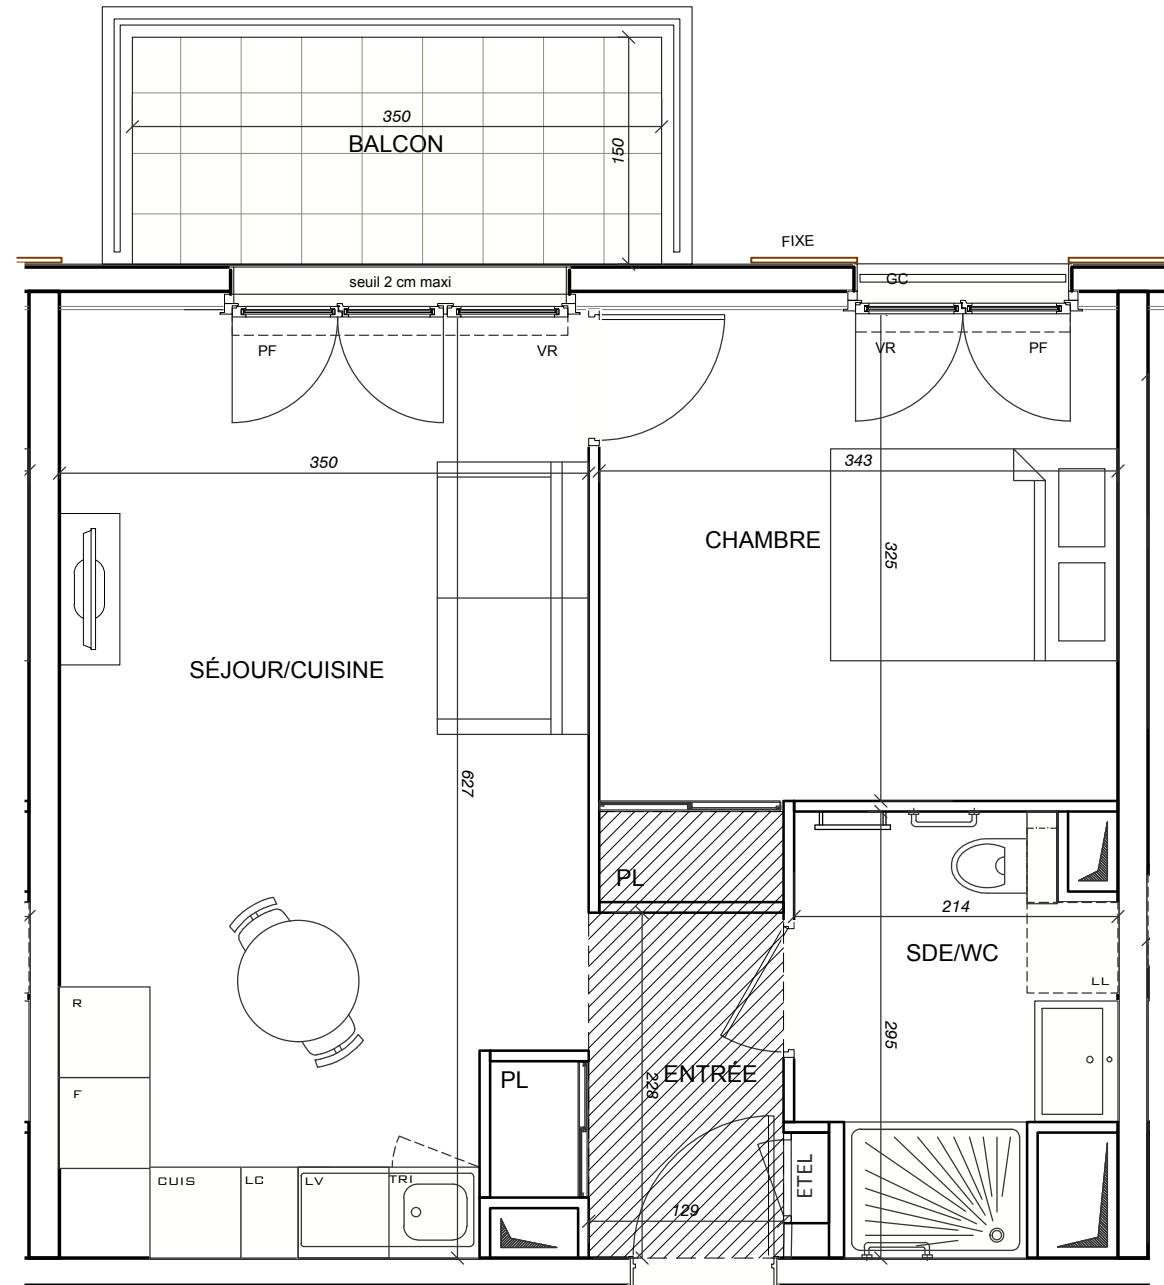 350
BALCON
150
FIXE
seuil 2 cm maxi
GC
PF
VR
VR
PF
350
343
CHAMBRE
325
SÉJOUR/CUISINE
627
PL
214
SDE/WC
LL
R
295
ENTRÉE
228
PL
F
CUIS
LC
LV
TRI
ETEL
129